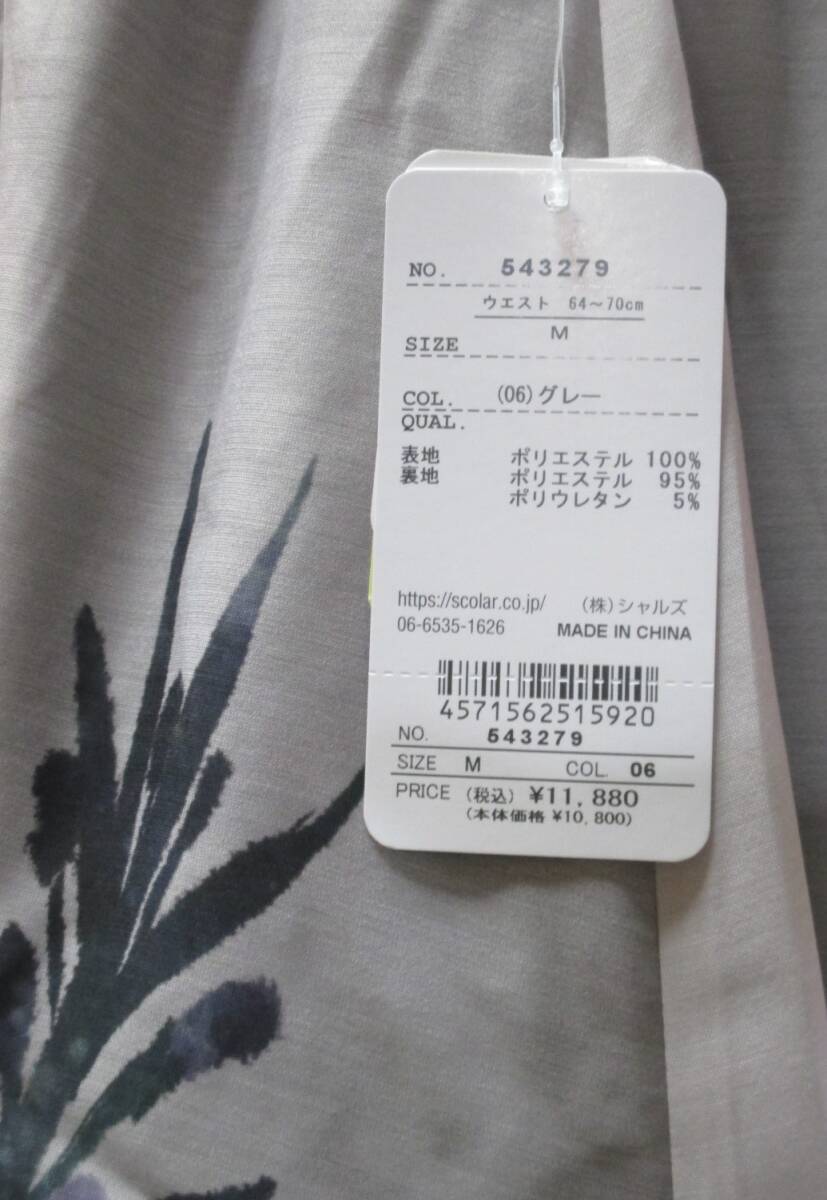 NO. 543279
ウエスト 64～70cm
M
SIZE
COL. (06)グレー
QUAL.
表地 ポリエステル 100%
裏地 ポリエステル 95%
ポリウレタン 5%
https://scolar.co.jp/ (株)シャルズ
06-6535-1626 MADE IN CHINA
4571562515920
NO. 543279
SIZE M COL. 06
PRICE (税込) ¥11,880
(本体価格 ¥10,800)